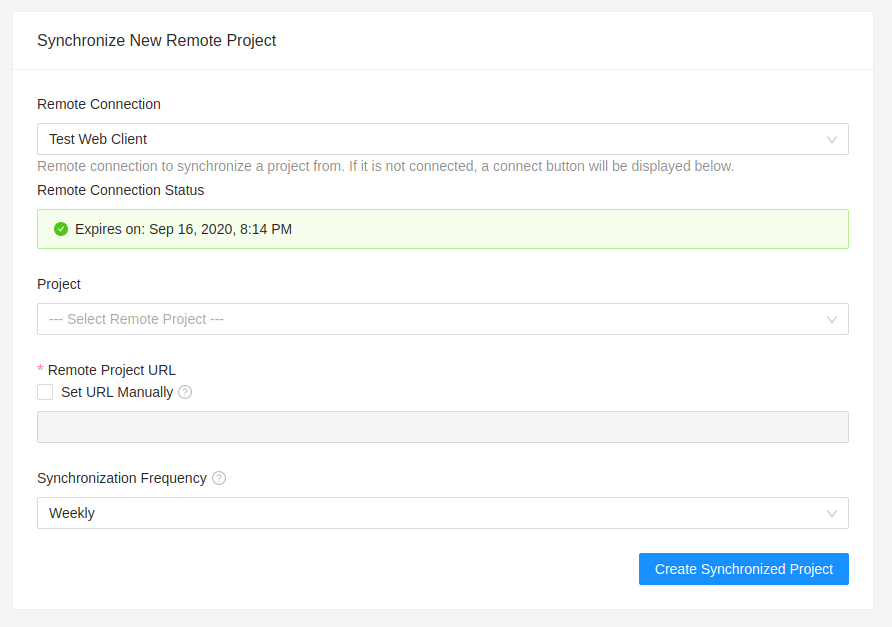 Synchronize New Remote Project
Remote Connection
Test Web Client
Remote connection to synchronize a project from. If it is not connected, a connect button will be displayed below.
Remote Connection Status
Expires on: Sep 16, 2020, 8:14 PM
Project
--- Select Remote Project ---
* Remote Project URL
Set URL Manually ?
Synchronization Frequency ?
Weekly
Create Synchronized Project